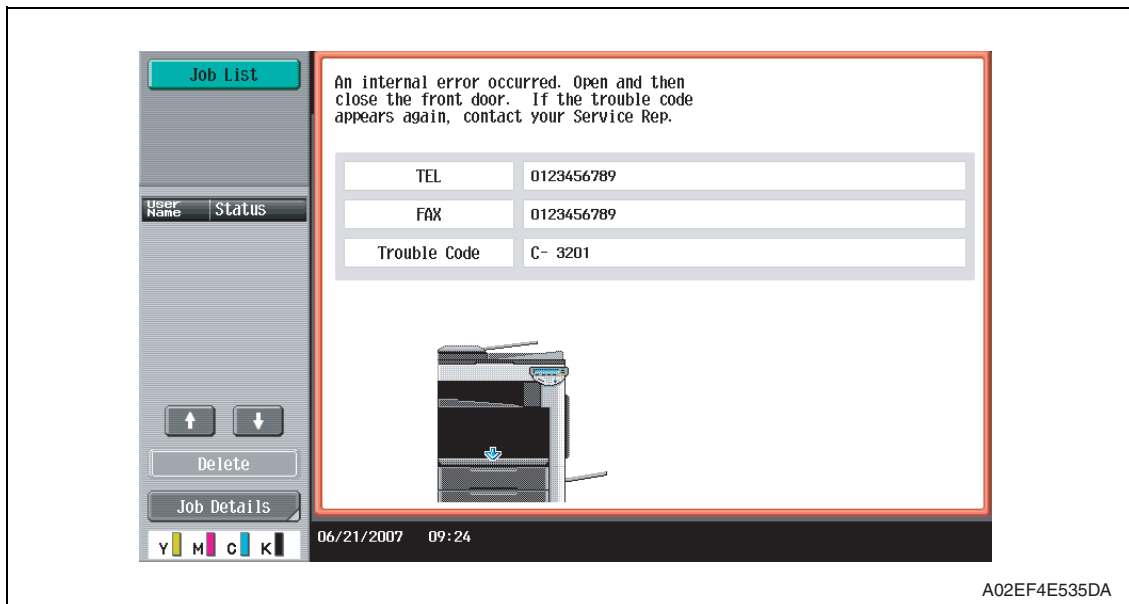 Job List
An internal error occurred. Open and then
close the front door. If the trouble code
appears again, contact your Service Rep.
TEL 0123456789
User Name Status
FAX 0123456789
Trouble Code C- 3201
Delete
Job Details
Y M C K
06/21/2007 09:24
A02EF4E535DA